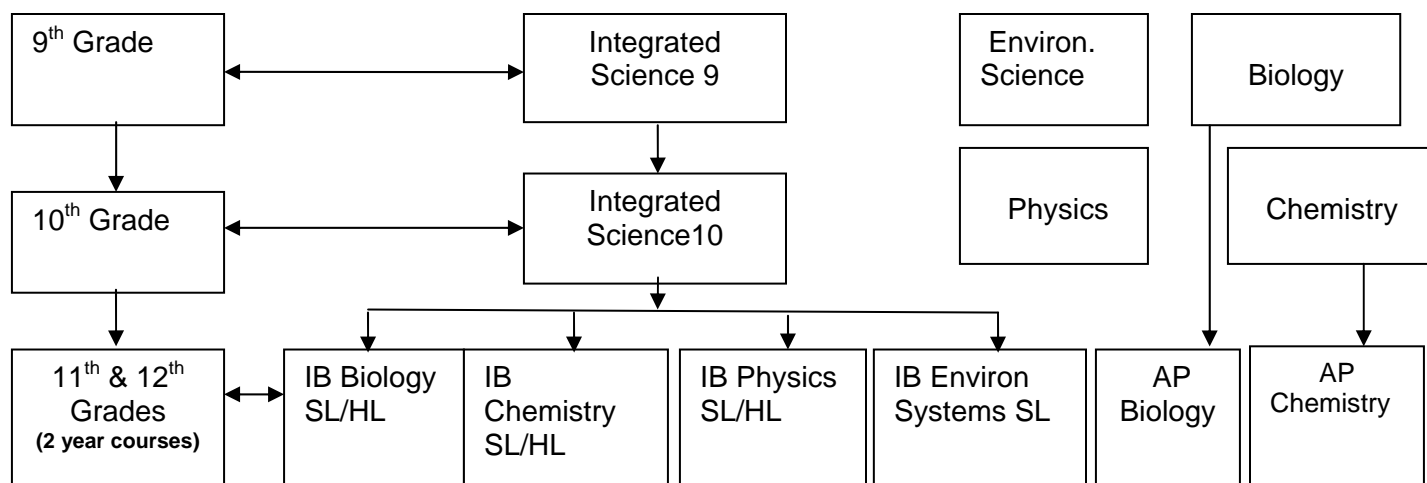 9th Grade
Integrated
Science 9
Environ.
Science
Biology
10th Grade
Integrated
Science10
Physics
Chemistry
11th & 12th
Grades
(2 year courses)
IB Biology
SL/HL
IB
Chemistry
SL/HL
IB Physics
SL/HL
IB Environ
Systems SL
AP
Biology
AP
Chemistry